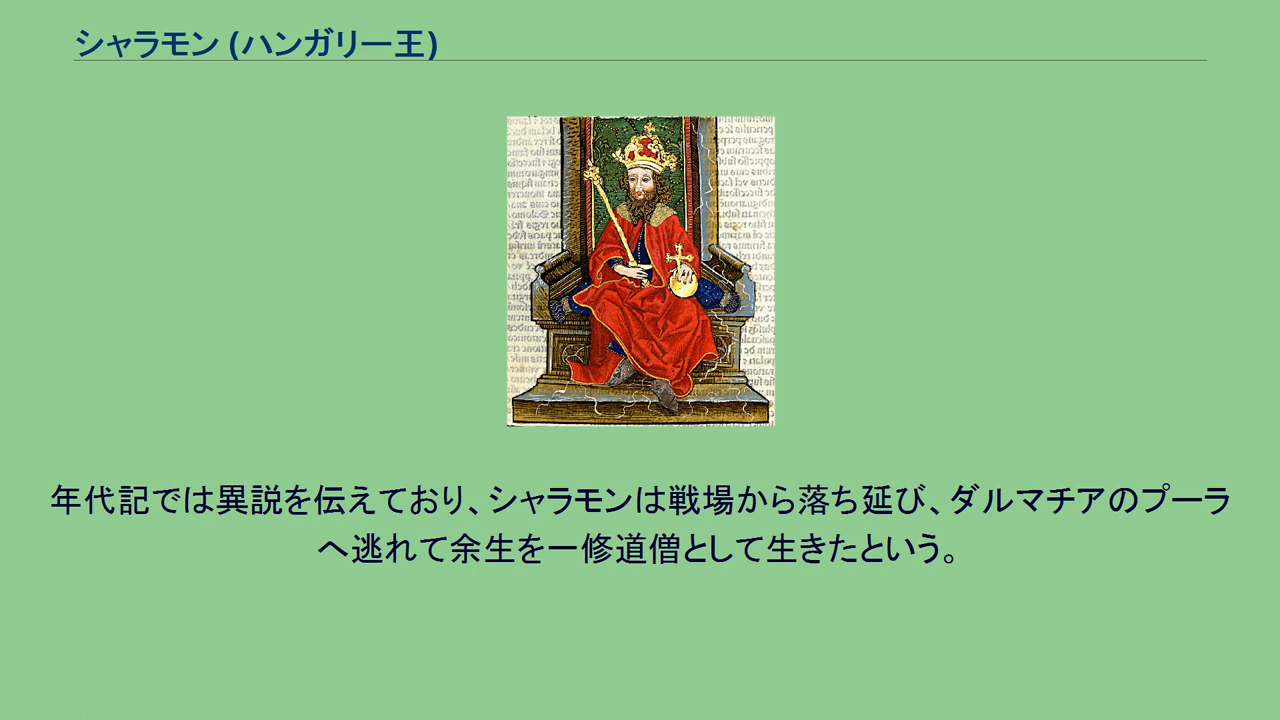 シャラモン (ハンガリー王)
年代記では異説を伝えており、シャラモンは戦場から落ち延び、ダルマチアのプーラ
へ逃れて余生を一修道僧として生きたという。